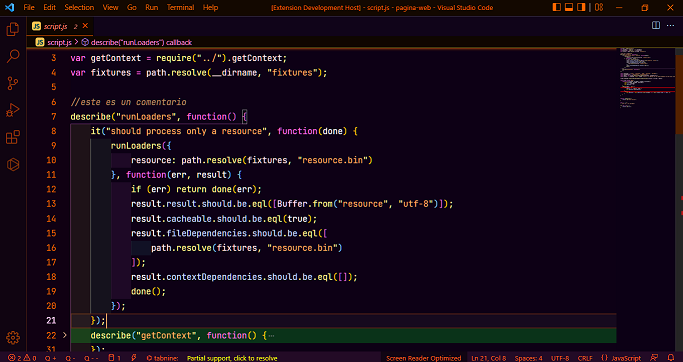 File Edit Selection View Go Run Terminal Help [Extension Development Host] - script.js - pagina-web - Visual Studio Code
JS script.js 2
JS script.js > describe("runLoaders") callback
3 var getContext = require("../").getContext;
4 var fixtures = path.resolve(__dirname, "fixtures");
5
6 //este es un comentario
7 describe("runLoaders", function() {
8 it("should process only a resource", function(done) {
9 runLoaders({
10 resource: path.resolve(fixtures, "resource.bin")
11 }, function(err, result) {
12 if (err) return done(err);
13 result.result.should.be.eql([Buffer.from("resource", "utf-8")]);
14 result.cacheable.should.be.eql(true);
15 result.fileDependencies.should.be.eql([
16 path.resolve(fixtures, "resource.bin")
17 ]);
18 result.contextDependencies.should.be.eql([]);
19 done();
20 });
21 });
22 describe("getContext", function() {…
31 });
2 0 Q + Q - Q - - 1 tabnine: Partial support, click to resolve Screen Reader Optimized Ln 21, Col 8 Spaces: 4 UTF-8 CRLF {} JavaScript